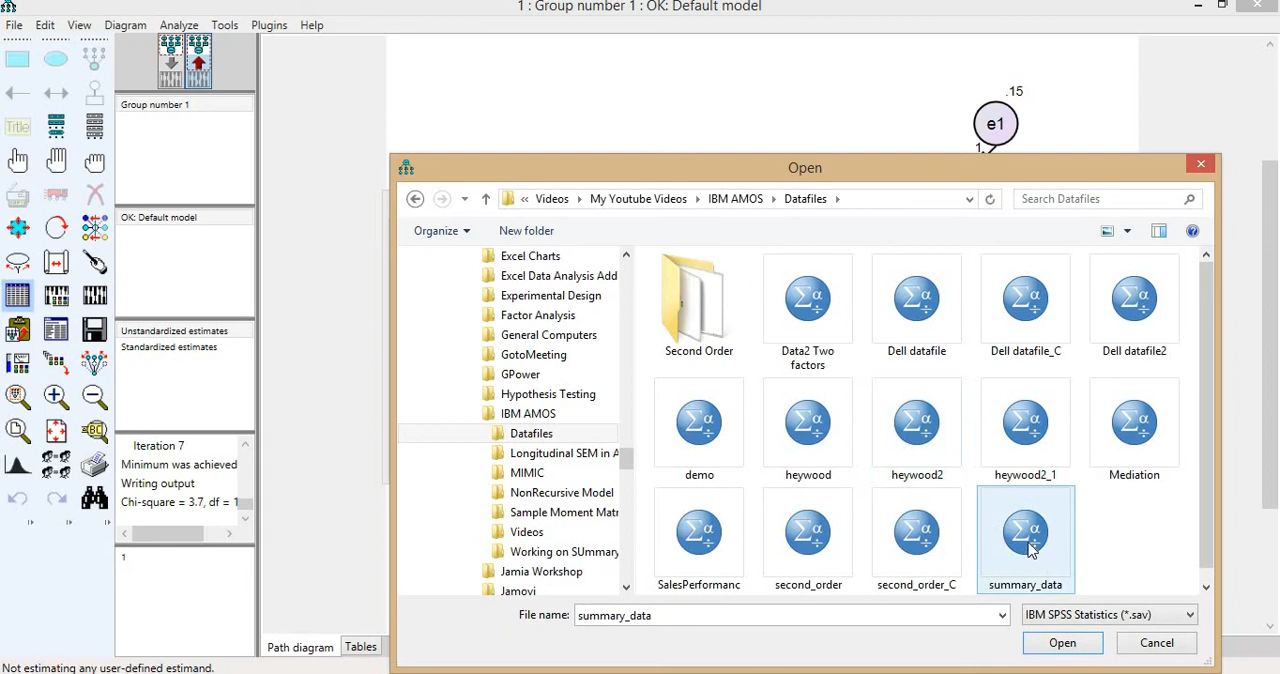 1 : Group number 1 : OK: Default model
File Edit View Diagram Analyze Tools Plugins Help
Title
Group number 1
OK: Default model
Unstandardized estimates
Standardized estimates
Iteration 7
Minimum was achieved
Writing output
Chi-square = 3.7, df = 1
1
.15
e1
1
Open
« Videos My Youtube Videos IBM AMOS Datafiles
Search Datafiles
Organize New folder
Excel Charts
Excel Data Analysis Add
Experimental Design
Factor Analysis
General Computers
GotoMeeting
GPower
Hypothesis Testing
IBM AMOS
Datafiles
Longitudinal SEM in A
MIMIC
NonRecursive Model
Sample Moment Matr
Videos
Working on SUmmary
Jamia Workshop
Jamovi
Second Order
Data2 Two
factors
Dell datafile
Dell datafile_C
Dell datafile2
demo
heywood
heywood2
heywood2_1
Mediation
SalesPerformanc
second_order
second_order_C
summary_data
File name: summary_data IBM SPSS Statistics (*.sav)
Open Cancel
Path diagram Tables
Not estimating any user-defined estimand.